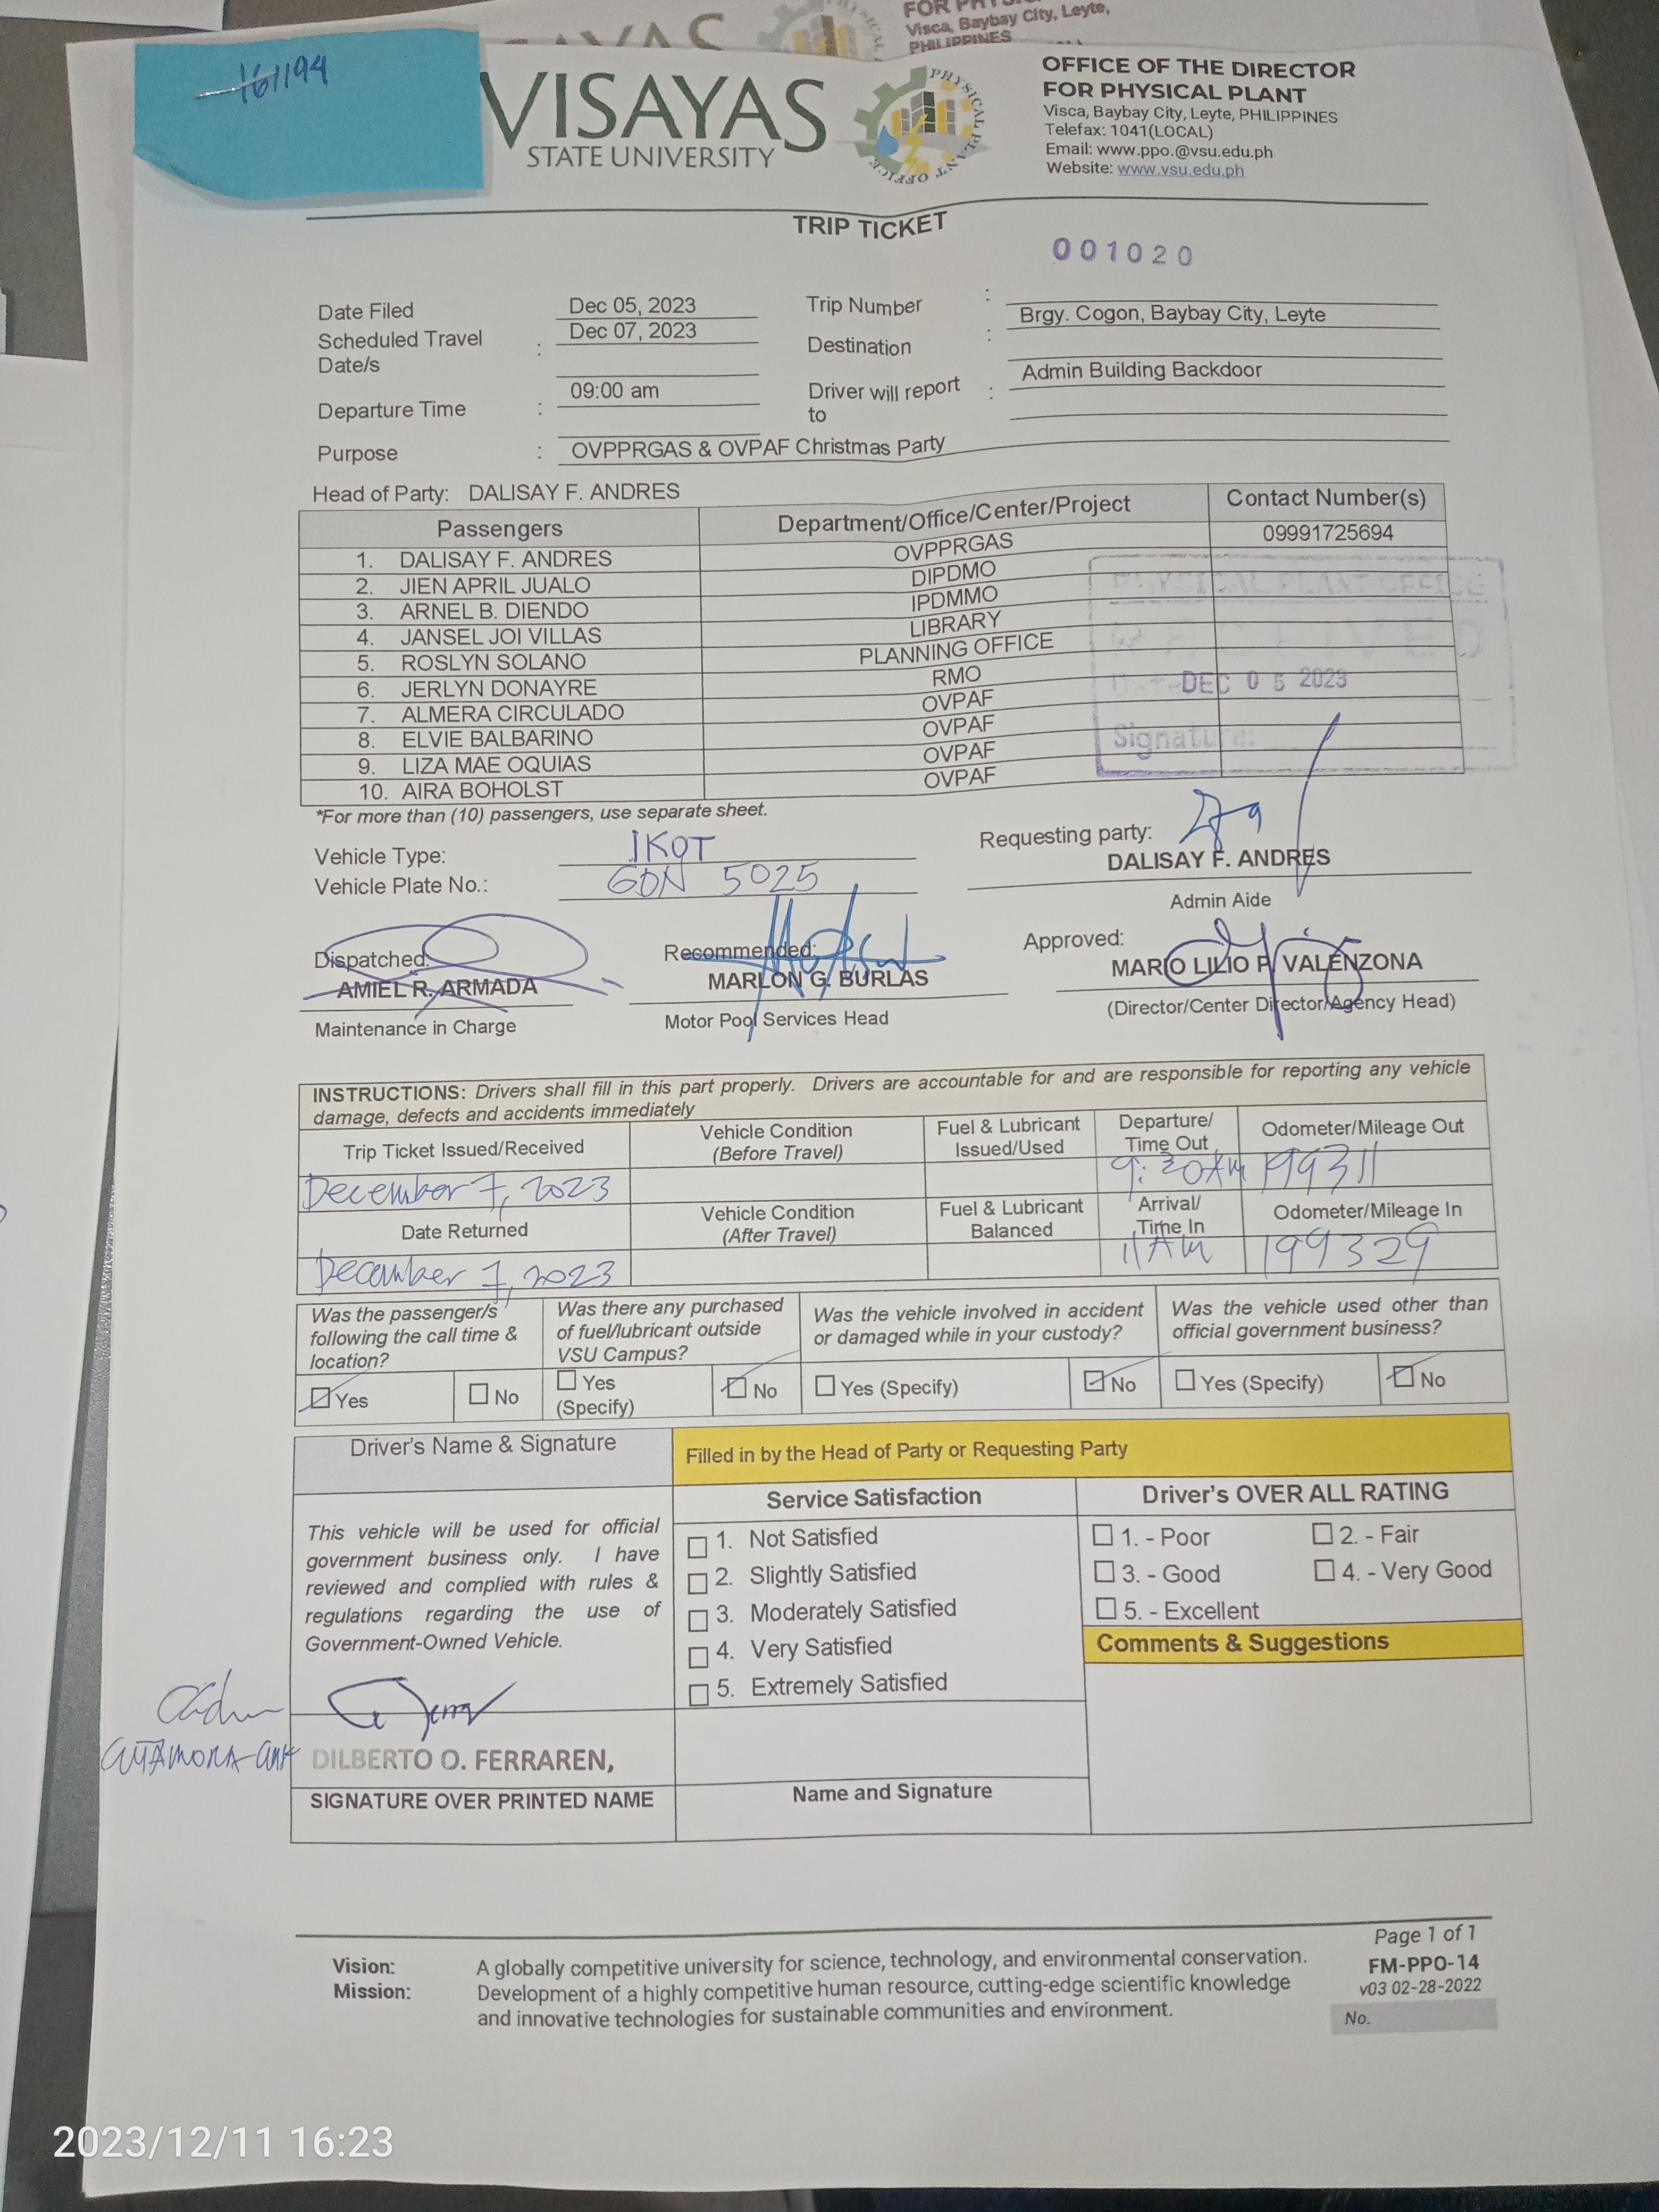 FOR PHY
Visca, Baybay City, Leyte,
PHILIPPINES
VISAYAS
STATE UNIVERSITY
PHYSICAL PLANT OFFICE
OFFICE OF THE DIRECTOR
FOR PHYSICAL PLANT
Visca, Baybay City, Leyte, PHILIPPINES
Telefax: 1041(LOCAL)
Email: www.ppo.@vsu.edu.ph
Website: www.vsu.edu.ph
TRIP TICKET
001020
Date Filed Dec 05, 2023 Trip Number :
Scheduled Travel Date/s : Dec 07, 2023 Destination : Brgy. Cogon, Baybay City, Leyte
Departure Time : 09:00 am Driver will report to : Admin Building Backdoor
Purpose : OVPPRGAS & OVPAF Christmas Party
Head of Party: DALISAY F. ANDRES
Passengers Department/Office/Center/Project Contact Number(s)
1. DALISAY F. ANDRES OVPPRGAS 09991725694
2. JIEN APRIL JUALO DIPDMO
3. ARNEL B. DIENDO IPDMMO
4. JANSEL JOI VILLAS LIBRARY
5. ROSLYN SOLANO PLANNING OFFICE
6. JERLYN DONAYRE RMO
7. ALMERA CIRCULADO OVPAF
8. ELVIE BALBARINO OVPAF
9. LIZA MAE OQUIAS OVPAF
10. AIRA BOHOLST OVPAF
PHYSICAL PLANT OFFICE
RECEIVED
Date DEC 05 2023
Signature:
*For more than (10) passengers, use separate sheet.
Vehicle Type: IKOT
Vehicle Plate No.: GON 5025
Requesting party:
DALISAY F. ANDRES
Admin Aide
Dispatched: Recommended: Approved:
AMIEL R. ARMADA MARLON G. BURLAS MARIO LILIO P. VALENZONA
Maintenance in Charge Motor Pool Services Head (Director/Center Director/Agency Head)
INSTRUCTIONS: Drivers shall fill in this part properly. Drivers are accountable for and are responsible for reporting any vehicle
damage, defects and accidents immediately
Trip Ticket Issued/Received Vehicle Condition (Before Travel) Fuel & Lubricant Issued/Used Departure/ Time Out Odometer/Mileage Out
December 7, 2023 9:30AM 199311
Date Returned Vehicle Condition (After Travel) Fuel & Lubricant Balanced Arrival/ Time In Odometer/Mileage In
December 7, 2023 11AM 199329
Was the passenger/s following the call time & location? Was there any purchased of fuel/lubricant outside VSU Campus? Was the vehicle involved in accident or damaged while in your custody? Was the vehicle used other than official government business?
Yes No Yes (Specify) No Yes (Specify) No Yes (Specify) No
Driver's Name & Signature Filled in by the Head of Party or Requesting Party
Service Satisfaction Driver's OVER ALL RATING
This vehicle will be used for official
government business only. I have
reviewed and complied with rules &
regulations regarding the use of
Government-Owned Vehicle.
1. Not Satisfied
2. Slightly Satisfied
3. Moderately Satisfied
4. Very Satisfied
5. Extremely Satisfied
1. - Poor 2. - Fair
3. - Good 4. - Very Good
5. - Excellent
Comments & Suggestions
DILBERTO O. FERRAREN,
SIGNATURE OVER PRINTED NAME Name and Signature
Page 1 of 1
FM-PPO-14
v03 02-28-2022
No.
Vision: A globally competitive university for science, technology, and environmental conservation.
Mission: Development of a highly competitive human resource, cutting-edge scientific knowledge
and innovative technologies for sustainable communities and environment.
2023/12/11 16:23